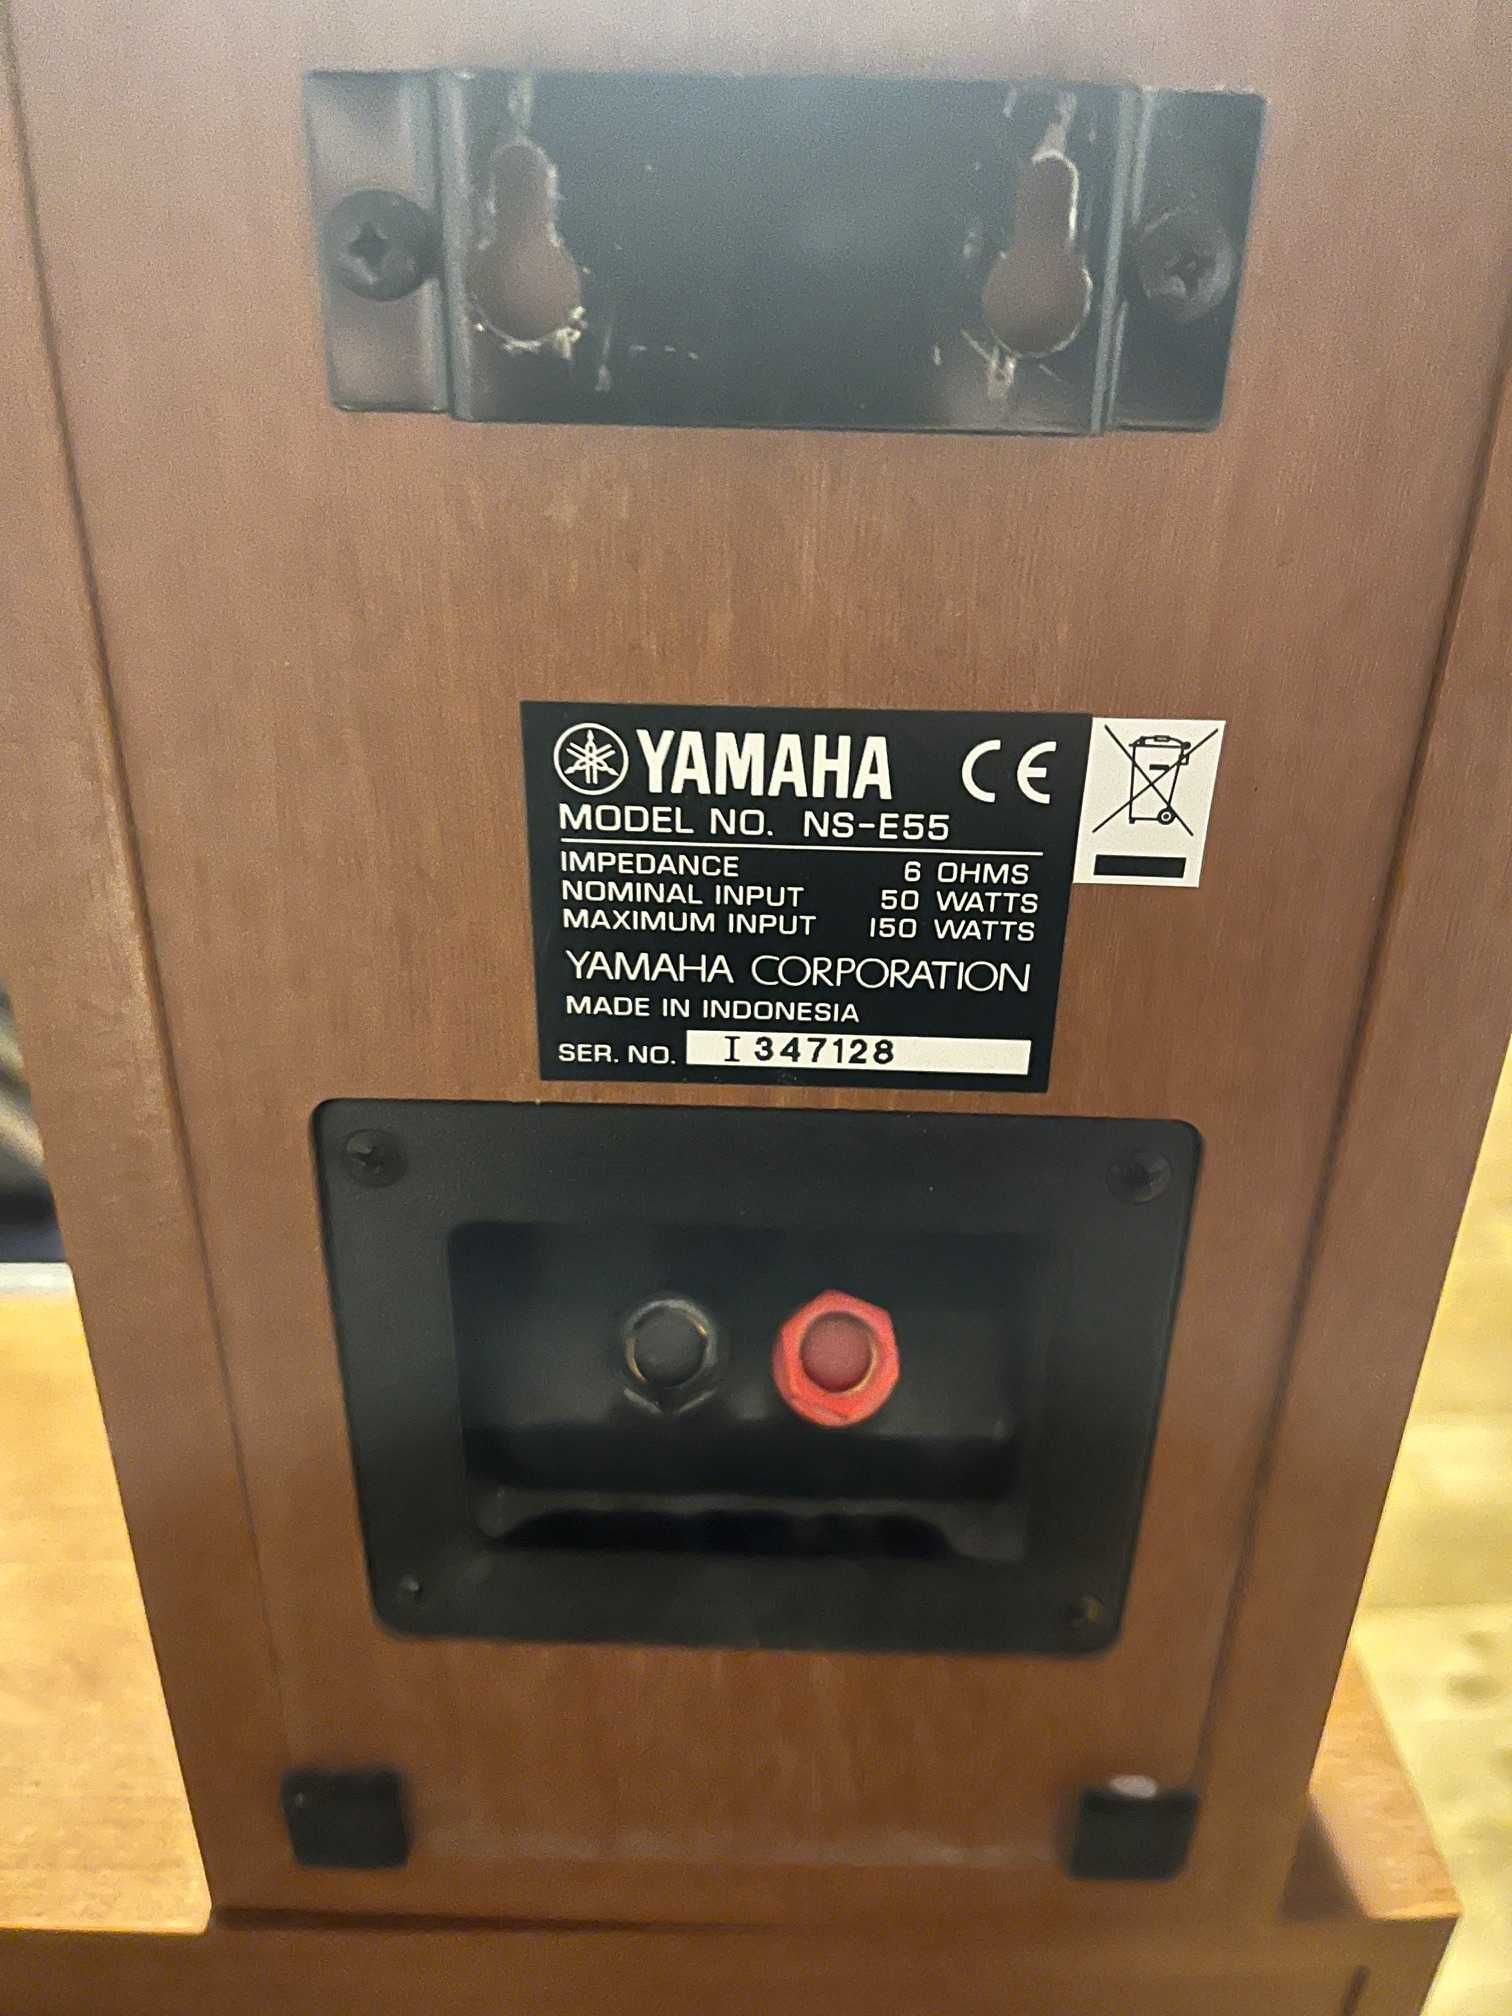 YAMAHA CE
MODEL NO. NS-E55
IMPEDANCE 6 OHMS
NOMINAL INPUT 50 WATTS
MAXIMUM INPUT 150 WATTS
YAMAHA CORPORATION
MADE IN INDONESIA
SER. NO. I 347128